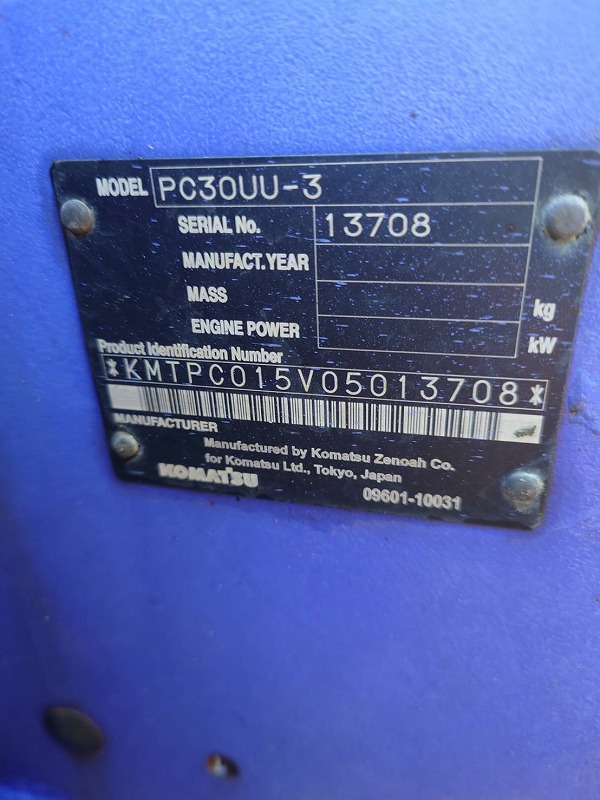 MODEL PC30UU-3
SERIAL No. 13708
MANUFACT.YEAR
MASS kg
ENGINE POWER kW
Product Identification Number
*KMTPC015V05013708*
MANUFACTURER
Manufactured by Komatsu Zenoah Co.
for Komatsu Ltd., Tokyo, Japan
KOMATSU 09601-10031